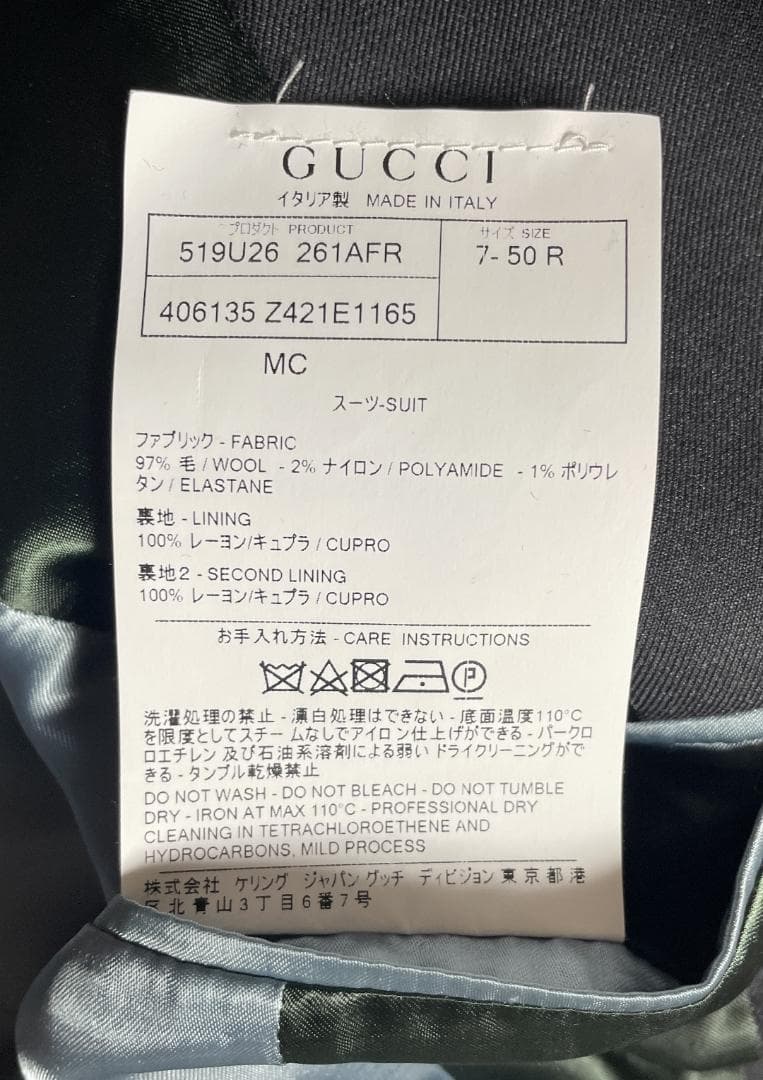 GUCCI
イタリア製 MADE IN ITALY
プロダクト PRODUCT
519U26 261AFR
サイズ SIZE
7- 50 R
406135 Z421E1165
MC
スーツ-SUIT
ファブリック - FABRIC
97% 毛 / WOOL - 2% ナイロン / POLYAMIDE - 1% ポリウレ
タン / ELASTANE
裏地 - LINING
100% レーヨン/キュプラ / CUPRO
裏地2 - SECOND LINING
100% レーヨン/キュプラ / CUPRO
お手入れ方法 - CARE INSTRUCTIONS
P
洗濯処理の禁止 - 漂白処理はできない - 底面温度110°C
を限度としてスチームなしでアイロン仕上げができる - パークロ
ロエチレン 及び石油系溶剤による弱い ドライクリーニングがで
きる - タンブル乾燥禁止
DO NOT WASH - DO NOT BLEACH - DO NOT TUMBLE
DRY - IRON AT MAX 110°C - PROFESSIONAL DRY
CLEANING IN TETRACHLOROETHENE AND
HYDROCARBONS, MILD PROCESS
株式会社 ケリング ジャパン グッチ ディビジョン 東京都港
区北青山3丁目6番7号